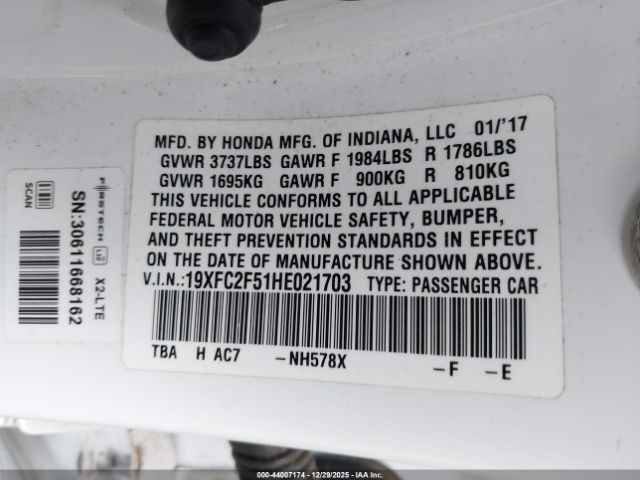 MFD. BY HONDA MFG. OF INDIANA, LLC 01/'17
GVWR 3737LBS GAWR F 1984LBS R 1786LBS
GVWR 1695KG GAWR F 900KG R 810KG
THIS VEHICLE CONFORMS TO ALL APPLICABLE
FEDERAL MOTOR VEHICLE SAFETY, BUMPER,
AND THEFT PREVENTION STANDARDS IN EFFECT
ON THE DATE OF MANUFACTURE SHOWN ABOVE.
V.I.N.:19XFC2F51HE021703 TYPE: PASSENGER CAR
TBA H AC7 -NH578X -F -E
FIRSTECH X2-LTE
SN:30611668162
SCAN
000-44007174 - 12/29/2025 - IAA Inc.